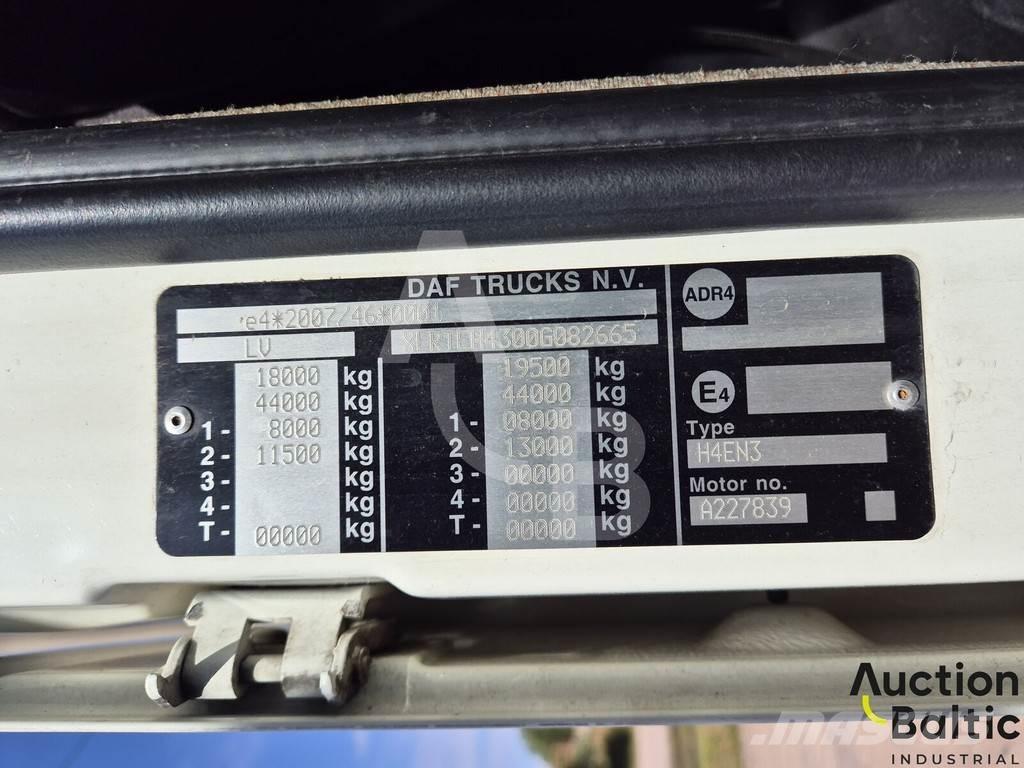 DAF TRUCKS N.V.
e4*2007/46*0001
LV
18000 kg
44000 kg
1- 8000 kg
2- 11500 kg
3- kg
4- kg
T- 00000 kg
19500 kg
44000 kg
1- 08000 kg
2- 13000 kg
3- 00000 kg
4- 00000 kg
T- 00000 kg
ADR4
E4
Type
H4EN3
Motor no.
A227839
Auction
Baltic
INDUSTRIAL